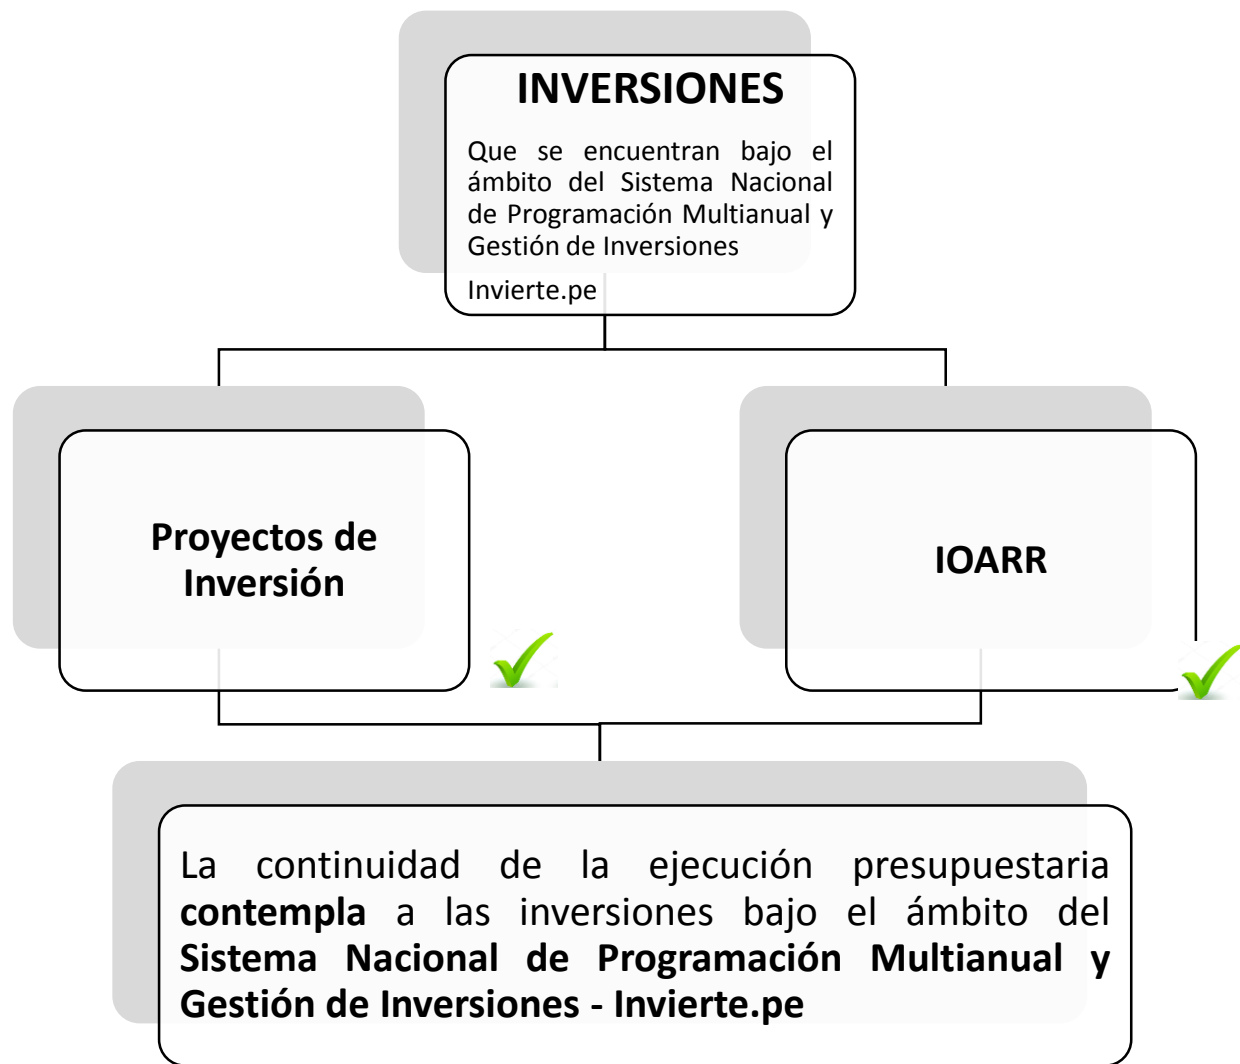 INVERSIONES
Que se encuentran bajo el
ámbito del Sistema Nacional
de Programación Multianual y
Gestión de Inversiones
Invierte.pe
Proyectos de
Inversión
IOARR
La continuidad de la ejecución presupuestaria
contempla a las inversiones bajo el ámbito del
Sistema Nacional de Programación Multianual y
Gestión de Inversiones - Invierte.pe